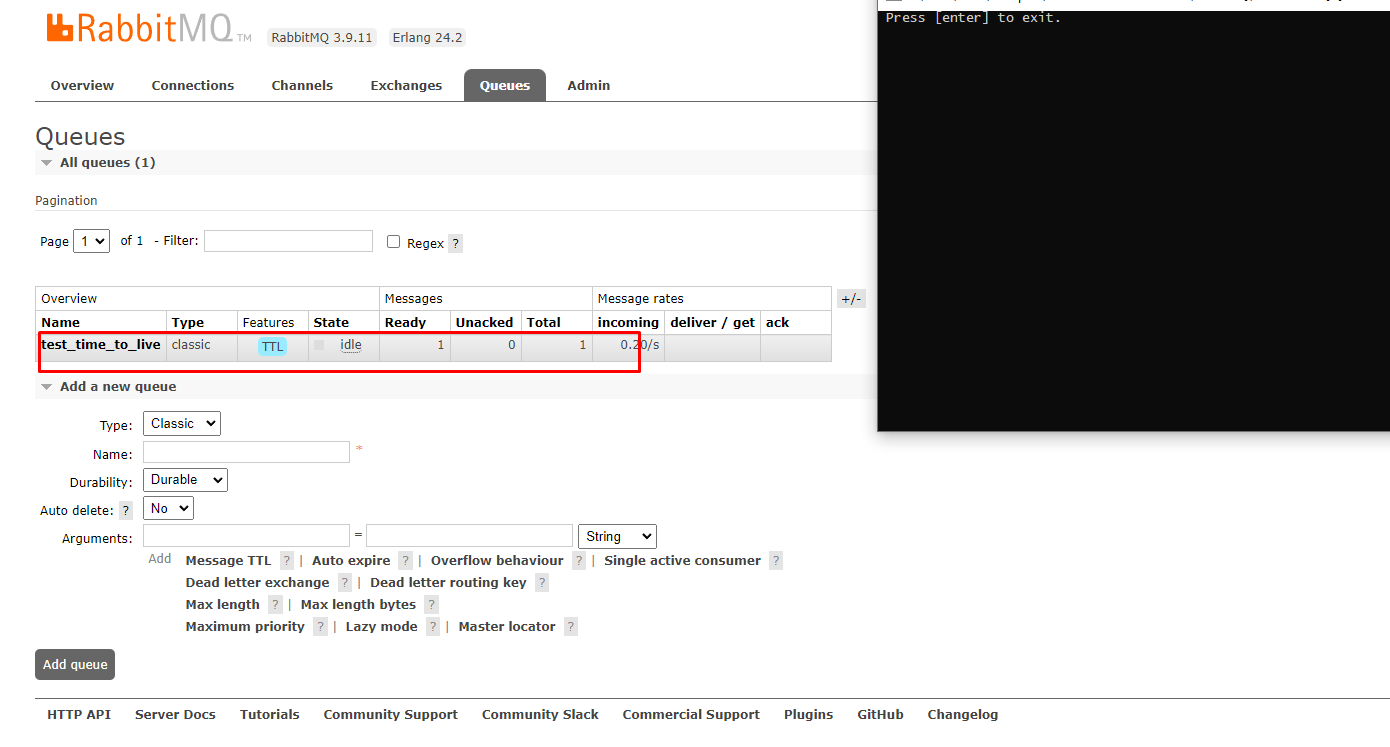 RabbitMQ TM RabbitMQ 3.9.11 Erlang 24.2
Press [enter] to exit.
Overview Connections Channels Exchanges Queues Admin
Queues
All queues (1)
Pagination
Page 1 of 1 - Filter: Regex ?
Overview Messages Message rates +/-
Name Type Features State Ready Unacked Total incoming deliver / get ack
test_time_to_live classic TTL idle 1 0 1 0.20/s
Add a new queue
Type: Classic
Name: *
Durability: Durable
Auto delete: ? No
Arguments: = String
Add Message TTL ? | Auto expire ? | Overflow behaviour ? | Single active consumer ?
Dead letter exchange ? | Dead letter routing key ?
Max length ? | Max length bytes ?
Maximum priority ? | Lazy mode ? | Master locator ?
Add queue
HTTP API Server Docs Tutorials Community Support Community Slack Commercial Support Plugins GitHub Changelog